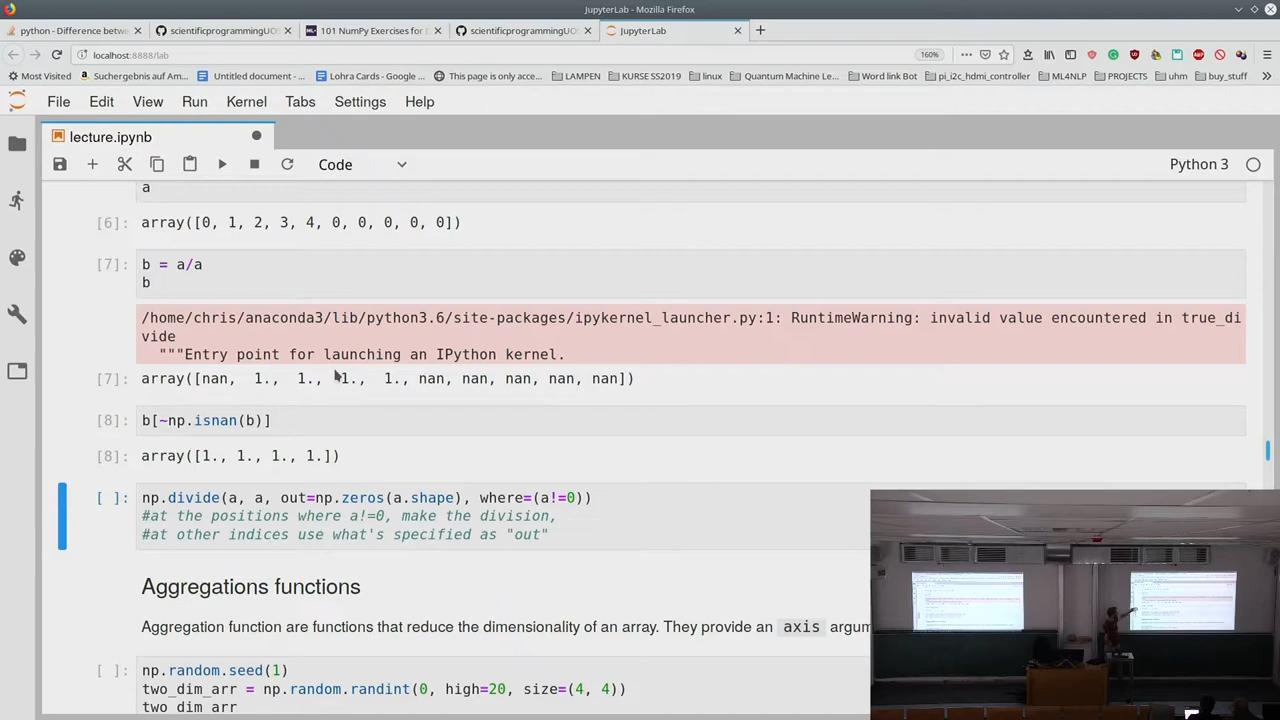 JupyterLab - Mozilla Firefox
python - Difference betwe
scientificprogrammingUO
101 NumPy Exercises for
scientificprogrammingUO
JupyterLab
localhost:8888/lab
160%
Most Visited
Suchergebnis auf Am...
Untitled document - ...
Lohra Cards - Google ...
This page is only acce...
LAMPEN
KURSE SS2019
linux
Quantum Machine Le...
Word link Bot
pi_i2c_hdmi_controller
ML4NLP
PROJECTS
uhm
buy_stuff
File Edit View Run Kernel Tabs Settings Help
lecture.ipynb
Code
Python 3
a
[6]: array([0, 1, 2, 3, 4, 0, 0, 0, 0, 0])
[7]: b = a/a
b
/home/chris/anaconda3/lib/python3.6/site-packages/ipykernel_launcher.py:1: RuntimeWarning: invalid value encountered in true_di
vide
"""Entry point for launching an IPython kernel.
[7]: array([nan, 1., 1., 1., 1., nan, nan, nan, nan, nan])
[8]: b[~np.isnan(b)]
[8]: array([1., 1., 1., 1.])
[ ]: np.divide(a, a, out=np.zeros(a.shape), where=(a!=0))
#at the positions where a!=0, make the division,
#at other indices use what's specified as "out"
Aggregations functions
Aggregation function are functions that reduce the dimensionality of an array. They provide an axis
[ ]: np.random.seed(1)
two_dim_arr = np.random.randint(0, high=20, size=(4, 4))
two_dim_arr